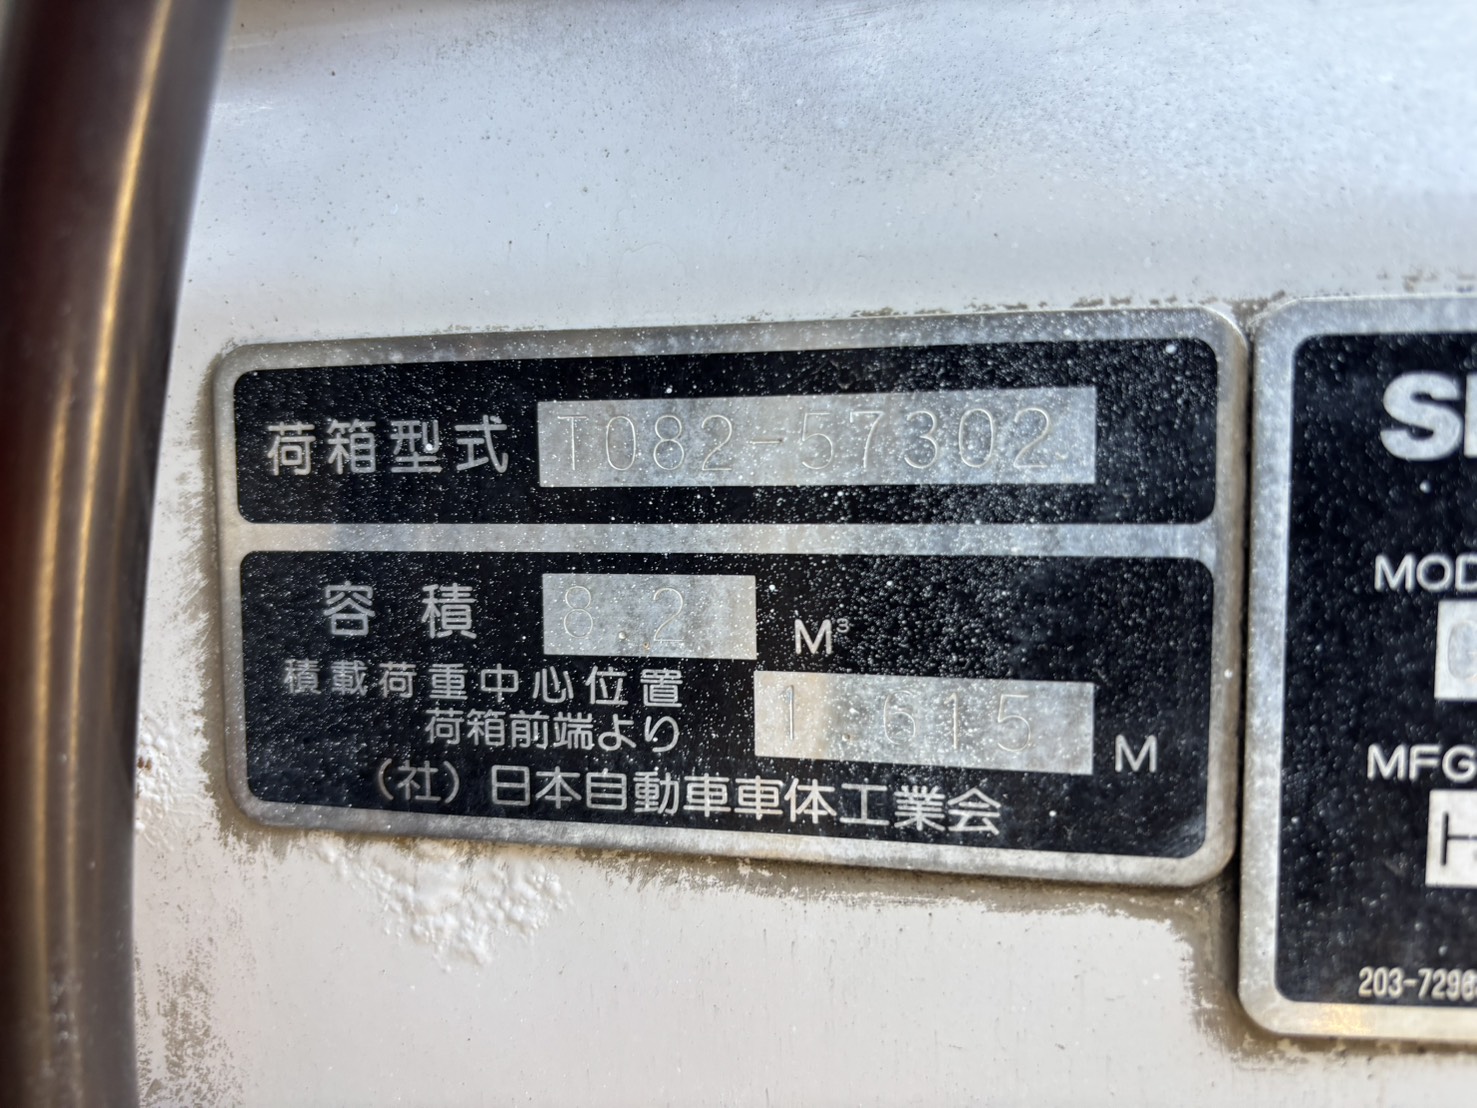 荷箱型式 T082-57302
容積 8.2 M³
積載荷重中心位置
荷箱前端より 1.615 M
(社)日本自動車車体工業会
MOD
MFG
203-7296